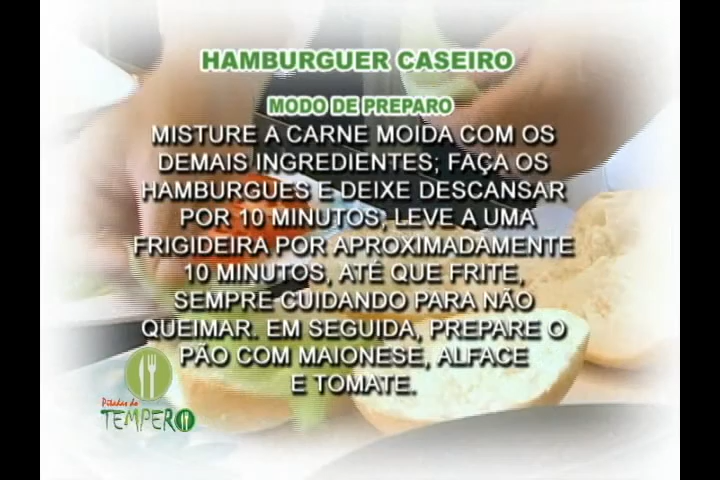 HAMBURGUER CASEIRO
MODO DE PREPARO
MISTURE A CARNE MOIDA COM OS
DEMAIS INGREDIENTES; FAÇA OS
HAMBURGUES E DEIXE DESCANSAR
POR 10 MINUTOS, LEVE A UMA
FRIGIDEIRA POR APROXIMADAMENTE
10 MINUTOS, ATÉ QUE FRITE,
SEMPRE CUIDANDO PARA NÃO
QUEIMAR. EM SEGUIDA, PREPARE O
PÃO COM MAIONESE, ALFACE
E TOMATE.
Pitadas do
TEMPERO